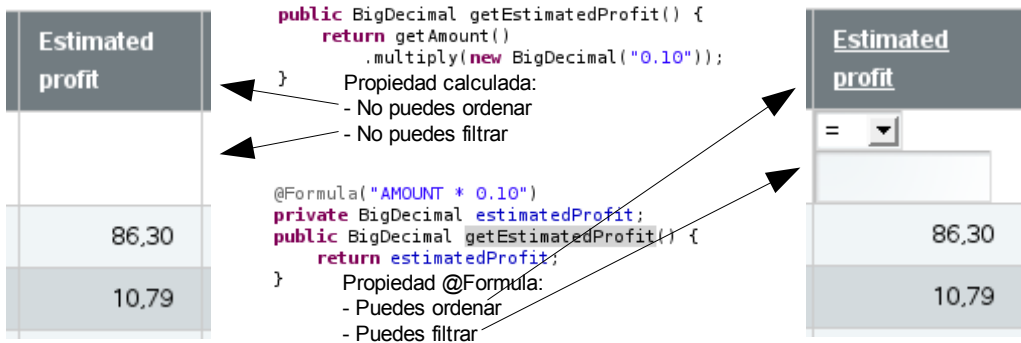 Estimated
profit
86,30
10,79
public BigDecimal getEstimatedProfit() {
return getAmount()
.multiply(new BigDecimal("0.10"));
}
Propiedad calculada:
- No puedes ordenar
- No puedes filtrar
@Formula("AMOUNT * 0.10")
private BigDecimal estimatedProfit;
public BigDecimal getEstimatedProfit() {
return estimatedProfit;
}
Propiedad @Formula:
- Puedes ordenar
- Puedes filtrar
Estimated
profit
=
86,30
10,79